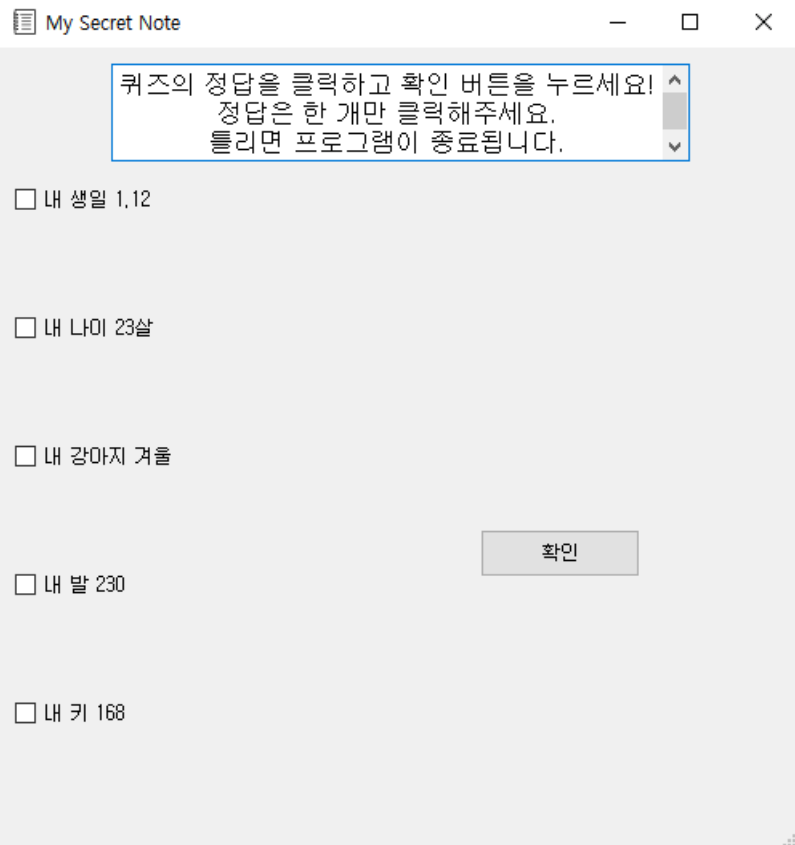 My Secret Note
퀴즈의 정답을 클릭하고 확인 버튼을 누르세요!
정답은 한 개만 클릭해주세요.
틀리면 프로그램이 종료됩니다.
내 생일 1.12
내 나이 23살
내 강아지 겨울
확인
내 발 230
내 키 168